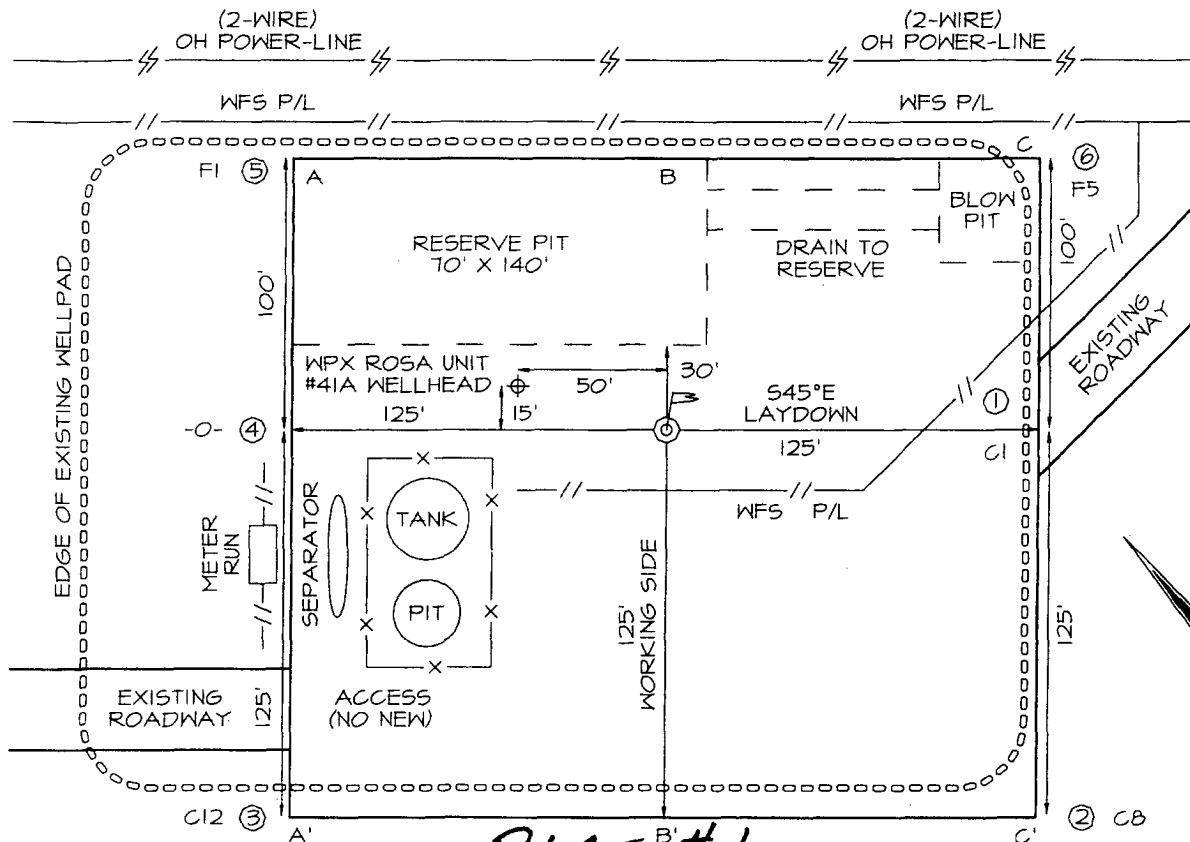 (2-WIRE)
OH POWER-LINE
(2-WIRE)
OH POWER-LINE
WFS P/L
WFS P/L
F1 5
A
B
C
6
F5
BLOW
PIT
RESERVE PIT
70' X 140'
DRAIN TO
RESERVE
100'
100'
EDGE OF EXISTING WELLPAD
EXISTING
ROADWAY
WPX ROSA UNIT
#41A WELLHEAD
50'
30'
15'
S45°E
LAYDOWN
1
-O- 4
125'
125'
C1
METER
RUN
SEPARATOR
TANK
PIT
WFS P/L
125'
WORKING SIDE
125'
EXISTING
ROADWAY
125'
ACCESS
(NO NEW)
C12 3
A'
B'
C'
2 C8